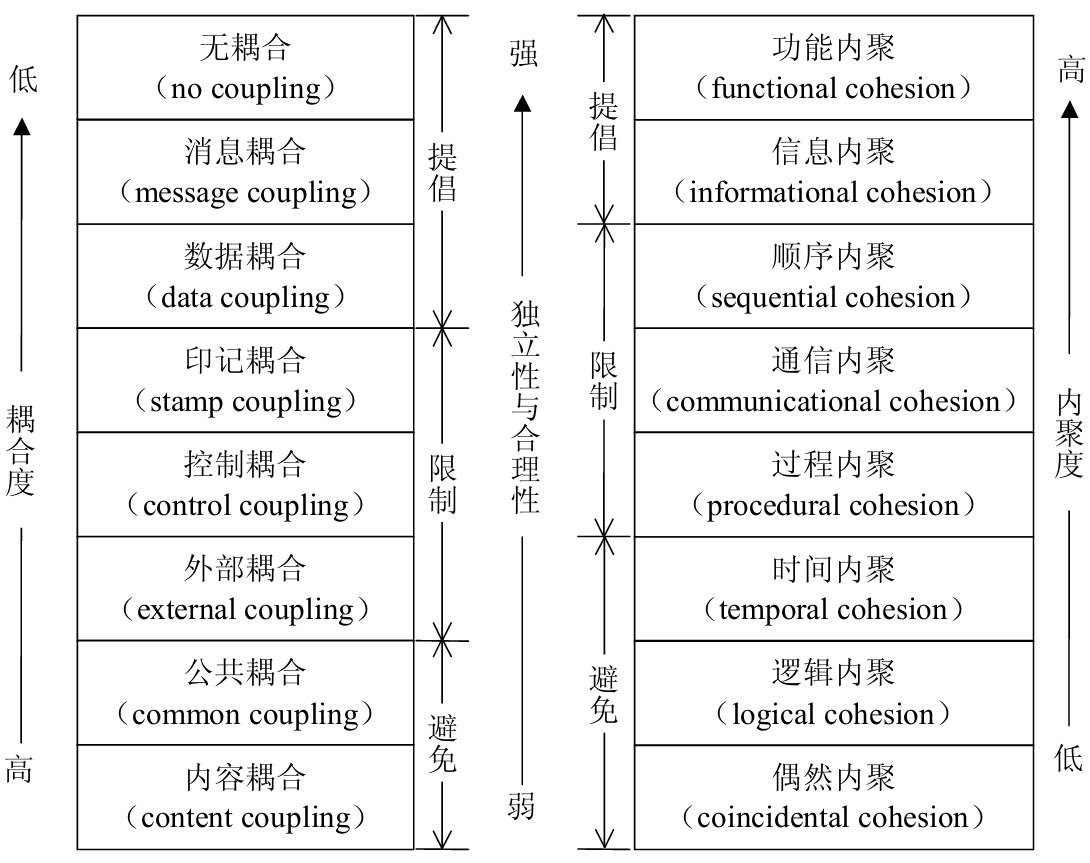 低
耦合度
高
无耦合
（no coupling）
消息耦合
（message coupling）
数据耦合
（data coupling）
印记耦合
（stamp coupling）
控制耦合
（control coupling）
外部耦合
（external coupling）
公共耦合
（common coupling）
内容耦合
（content coupling）
提倡
限制
避免
强
独立性与合理性
弱
提倡
限制
避免
功能内聚
（functional cohesion）
信息内聚
（informational cohesion）
顺序内聚
（sequential cohesion）
通信内聚
（communicational cohesion）
过程内聚
（procedural cohesion）
时间内聚
（temporal cohesion）
逻辑内聚
（logical cohesion）
偶然内聚
（coincidental cohesion）
高
内聚度
低